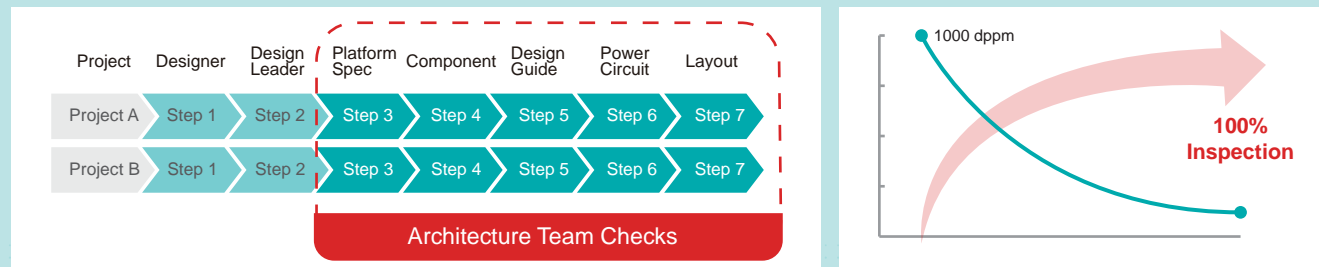 Project Designer Design Leader Platform Spec Component Design Guide Power Circuit Layout
Project A Step 1 Step 2 Step 3 Step 4 Step 5 Step 6 Step 7
Project B Step 1 Step 2 Step 3 Step 4 Step 5 Step 6 Step 7
Architecture Team Checks
1000 dppm
100%
Inspection